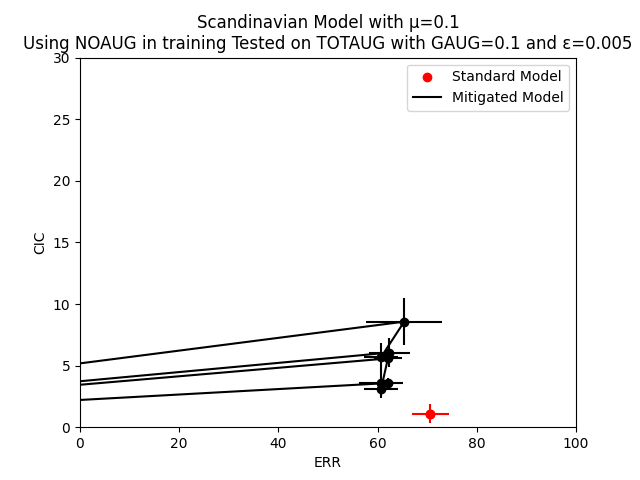 Scandinavian Model with μ=0.1
Using NOAUG in training Tested on TOTAUG with GAUG=0.1 and ε=0.005
30
25
20
15
10
5
0
CIC
Standard Model
Mitigated Model
0 20 40 60 80 100
ERR